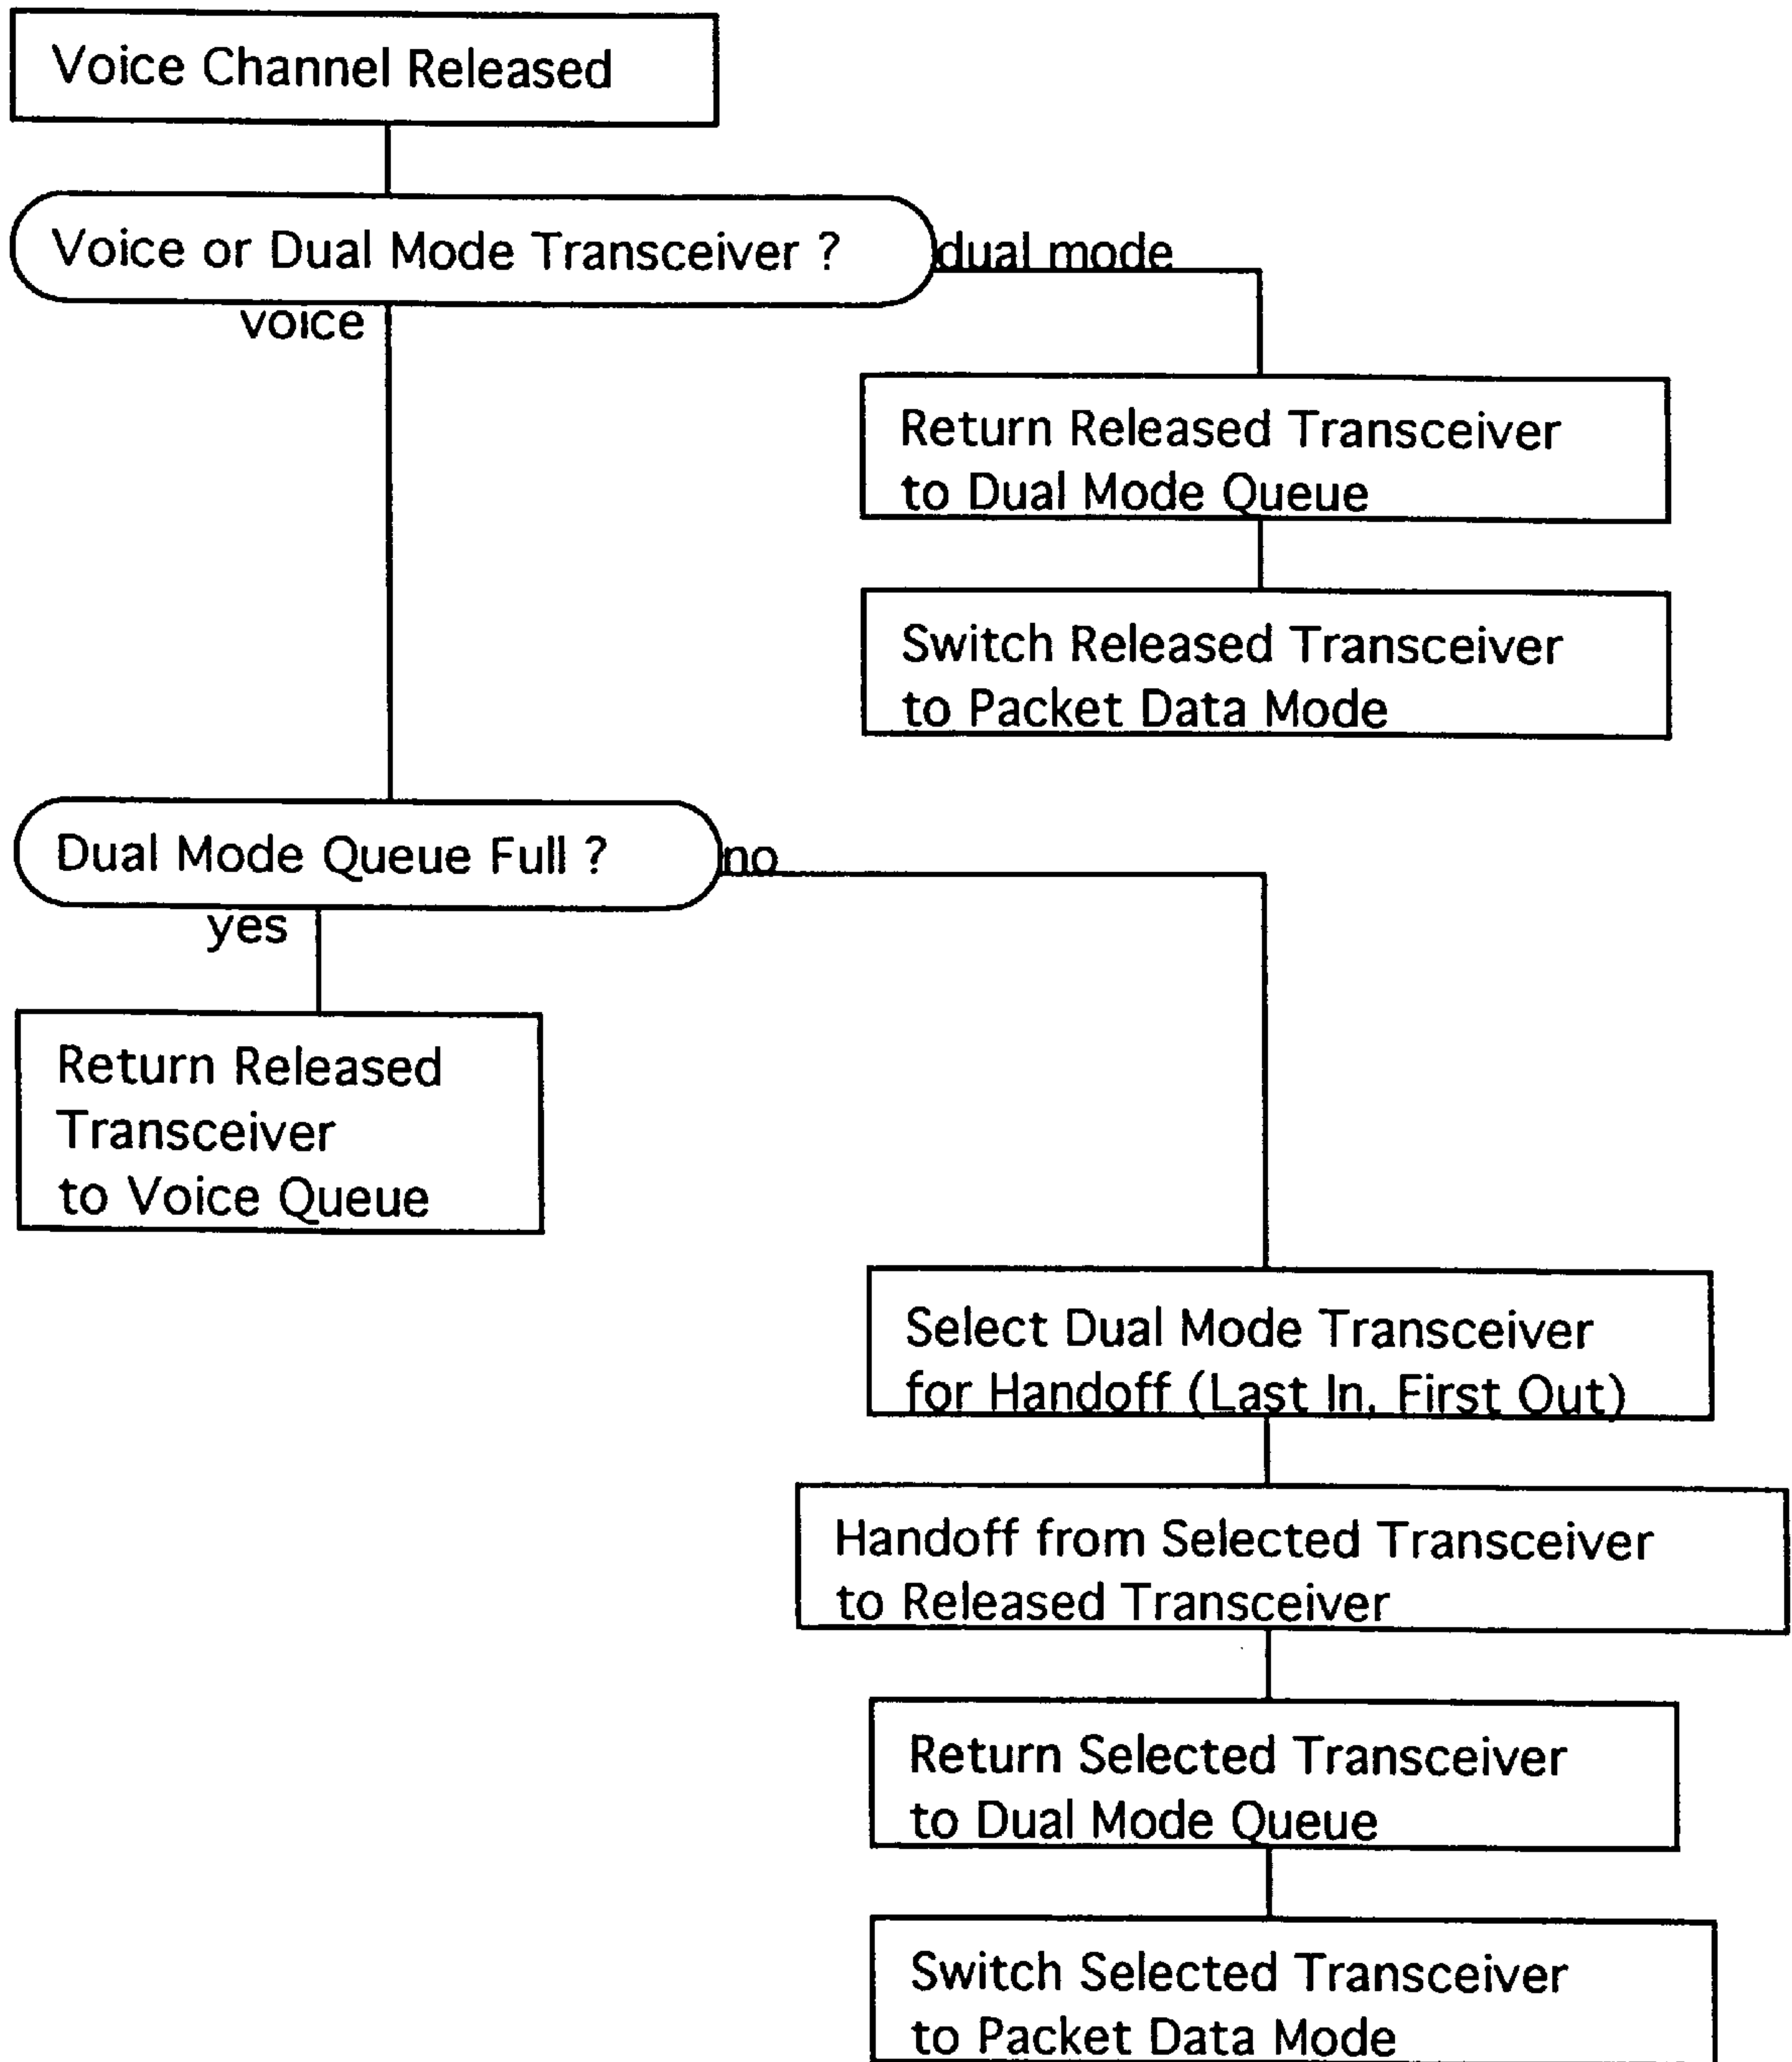 Voice Channel Released
Voice or Dual Mode Transceiver ?
dual mode
voice
Return Released Transceiver
to Dual Mode Queue
Switch Released Transceiver
to Packet Data Mode
Dual Mode Queue Full ?
no
yes
Return Released
Transceiver
to Voice Queue
Select Dual Mode Transceiver
for Handoff (Last In, First Out)
Handoff from Selected Transceiver
to Released Transceiver
Return Selected Transceiver
to Dual Mode Queue
Switch Selected Transceiver
to Packet Data Mode